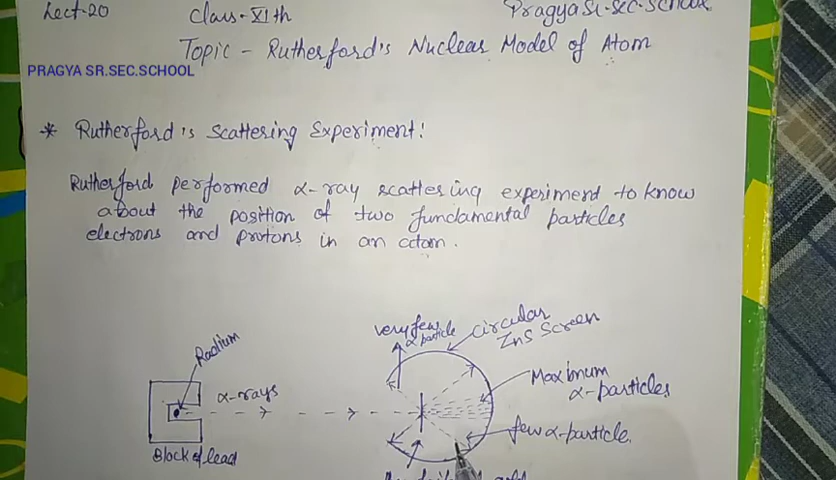 Lect-20
Class-XIth
Pragya Sr. Sec. School
Topic - Rutherford's Nuclear Model of Atom
PRAGYA SR.SEC.SCHOOL
* Rutherford's Scattering Experiment:
Rutherford performed α-ray scattering experiment to know
about the position of two fundamental particles
electrons and protons in an atom.
very few
α particle
circular
ZnS Screen
Radium
α-rays
Maximum
α-particles
few α-particle.
Block of lead